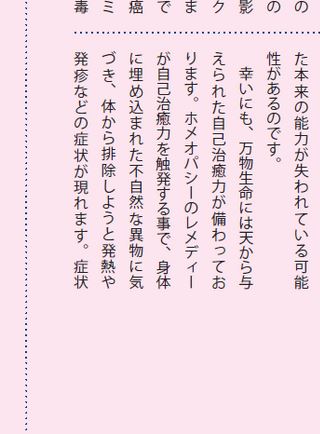 の
の
影
ク
ま
で
癌
ミ
毒
た本来の能力が失われている可能
性があるのです。
　幸いにも、万物生命には天から与
えられた自己治癒力が備わってお
ります。ホメオパシーのレメディー
が自己治癒力を触発する事で、身体
に埋め込まれた不自然な異物に気
づき、体から排除しようと発熱や
発疹などの症状が現れます。症状